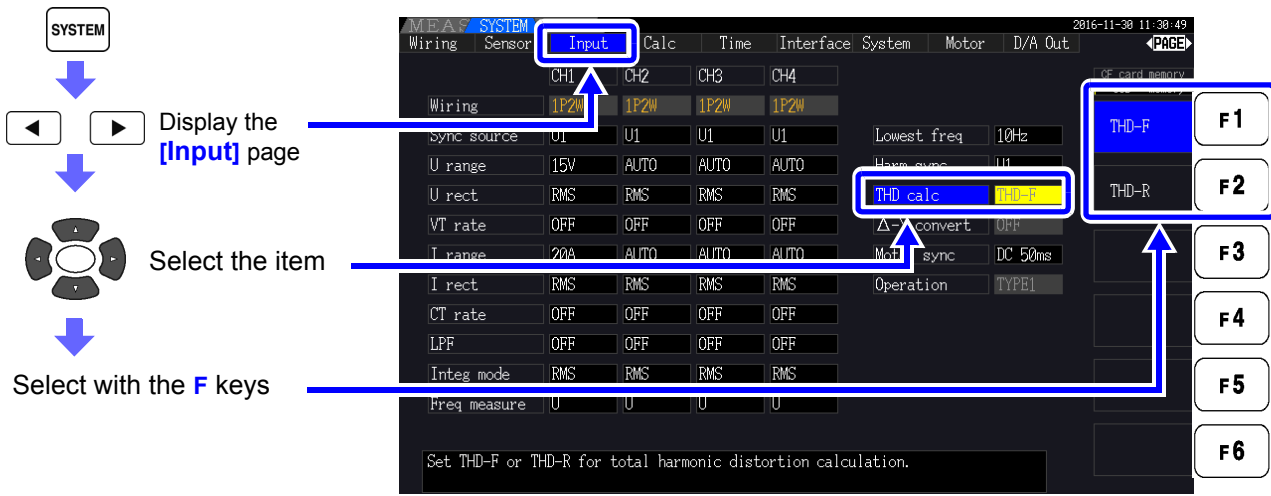 SYSTEM
Display the
[Input] page
Select the item
Select with the F keys
MEAS SYSTEM 2016-11-30 11:30:49
Wiring Sensor Input Calc Time Interface System Motor D/A Out PAGE
CH1 CH2 CH3 CH4 CF card memory
Wiring 1P2W 1P2W 1P2W 1P2W
Sync source U1 U1 U1 U1 Lowest freq 10Hz
U range 15V AUTO AUTO AUTO Harm sync U1
U rect RMS RMS RMS RMS THD calc THD-F
VT rate OFF OFF OFF OFF convert OFF
I range 20A AUTO AUTO AUTO sync DC 50ms
I rect RMS RMS RMS RMS Operation TYPE1
CT rate OFF OFF OFF OFF
LPF OFF OFF OFF OFF
Integ mode RMS RMS RMS RMS
Freq measure U U U U
Set THD-F or THD-R for total harmonic distortion calculation.
THD-F F1
THD-R F2
F3
F4
F5
F6